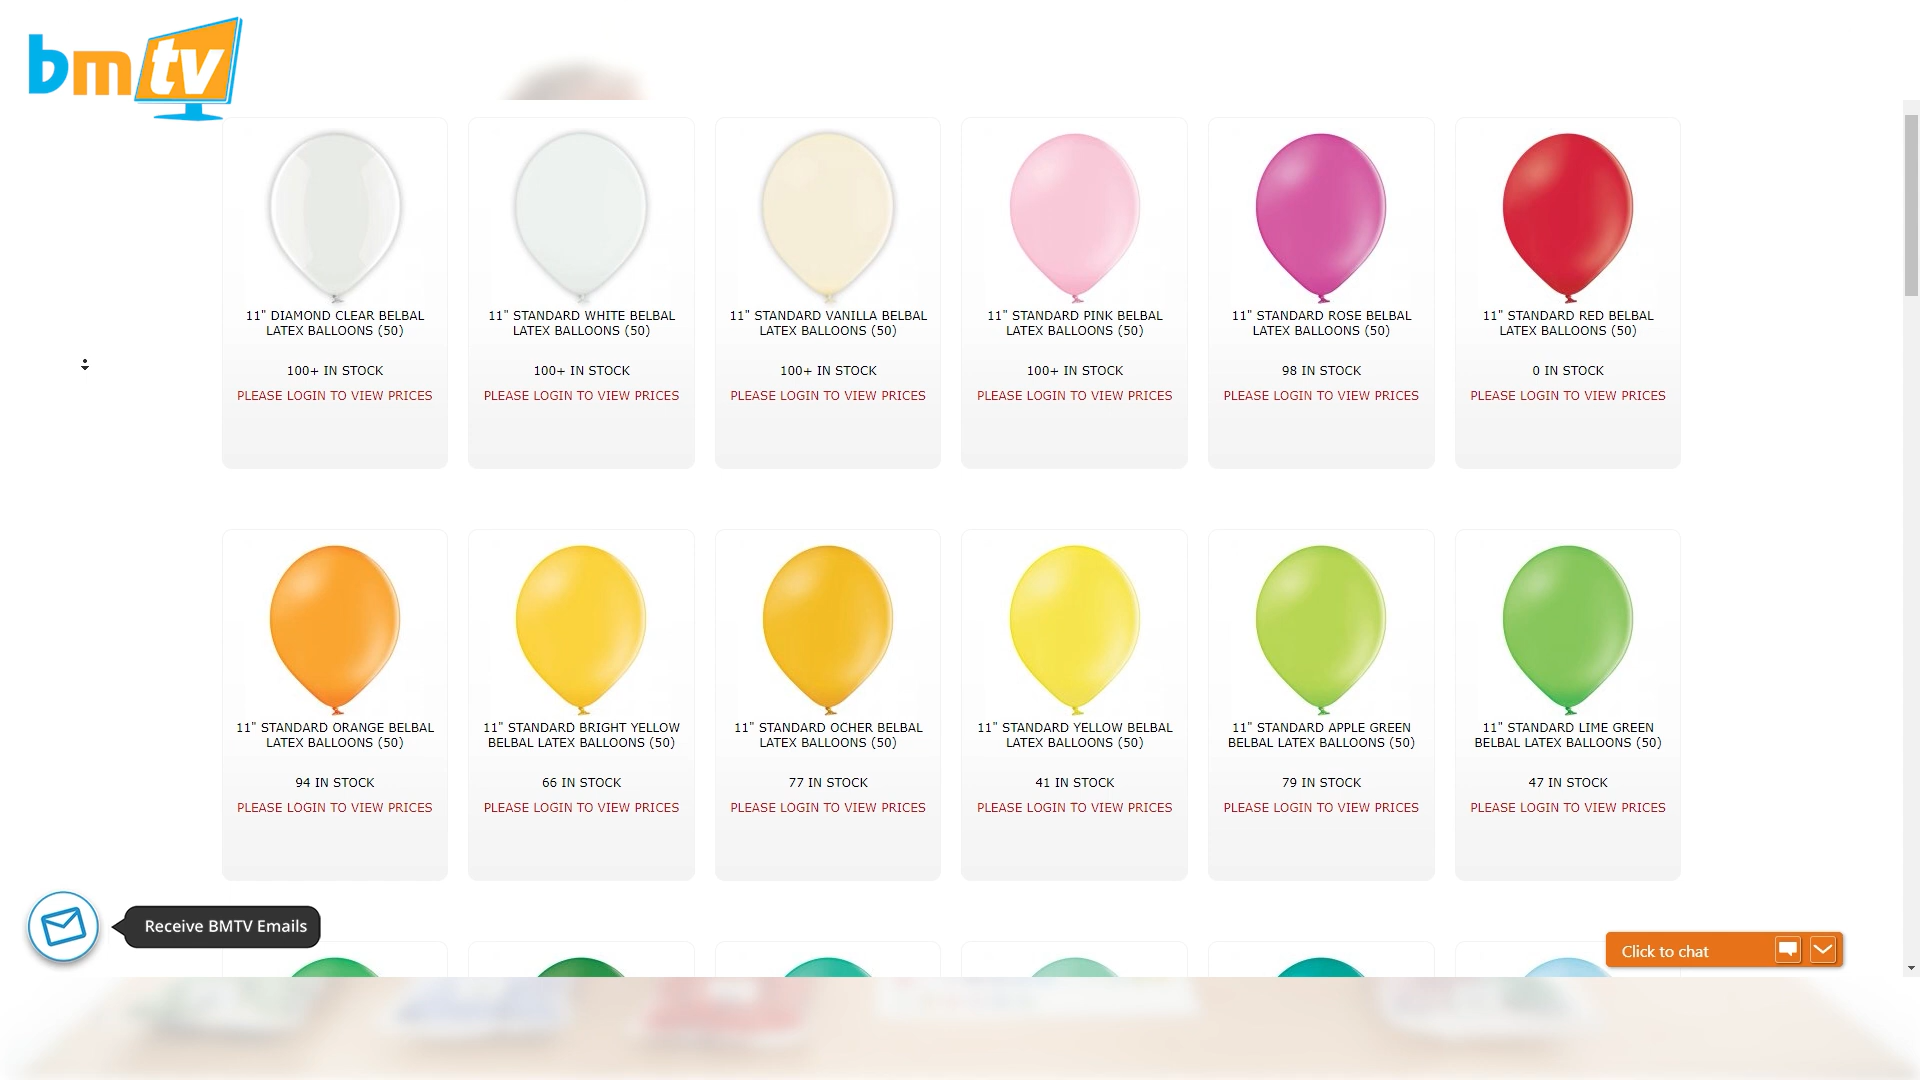 bmtv
11" DIAMOND CLEAR BELBAL
LATEX BALLOONS (50)
100+ IN STOCK
PLEASE LOGIN TO VIEW PRICES
11" STANDARD WHITE BELBAL
LATEX BALLOONS (50)
100+ IN STOCK
PLEASE LOGIN TO VIEW PRICES
11" STANDARD VANILLA BELBAL
LATEX BALLOONS (50)
100+ IN STOCK
PLEASE LOGIN TO VIEW PRICES
11" STANDARD PINK BELBAL
LATEX BALLOONS (50)
100+ IN STOCK
PLEASE LOGIN TO VIEW PRICES
11" STANDARD ROSE BELBAL
LATEX BALLOONS (50)
98 IN STOCK
PLEASE LOGIN TO VIEW PRICES
11" STANDARD RED BELBAL
LATEX BALLOONS (50)
0 IN STOCK
PLEASE LOGIN TO VIEW PRICES
11" STANDARD ORANGE BELBAL
LATEX BALLOONS (50)
94 IN STOCK
PLEASE LOGIN TO VIEW PRICES
11" STANDARD BRIGHT YELLOW
BELBAL LATEX BALLOONS (50)
66 IN STOCK
PLEASE LOGIN TO VIEW PRICES
11" STANDARD OCHER BELBAL
LATEX BALLOONS (50)
77 IN STOCK
PLEASE LOGIN TO VIEW PRICES
11" STANDARD YELLOW BELBAL
LATEX BALLOONS (50)
41 IN STOCK
PLEASE LOGIN TO VIEW PRICES
11" STANDARD APPLE GREEN
BELBAL LATEX BALLOONS (50)
79 IN STOCK
PLEASE LOGIN TO VIEW PRICES
11" STANDARD LIME GREEN
BELBAL LATEX BALLOONS (50)
47 IN STOCK
PLEASE LOGIN TO VIEW PRICES
Receive BMTV Emails
Click to chat